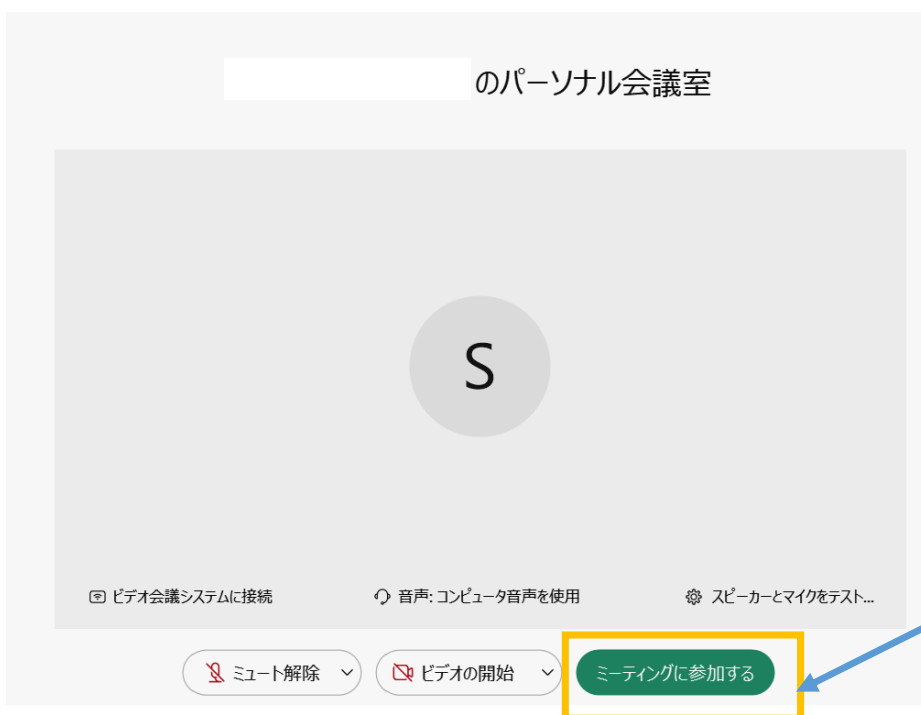 のパーソナル会議室
S
ビデオ会議システムに接続 音声: コンピュータ音声を使用 スピーカーとマイクをテスト...
ミュート解除 ビデオの開始 ミーティングに参加する